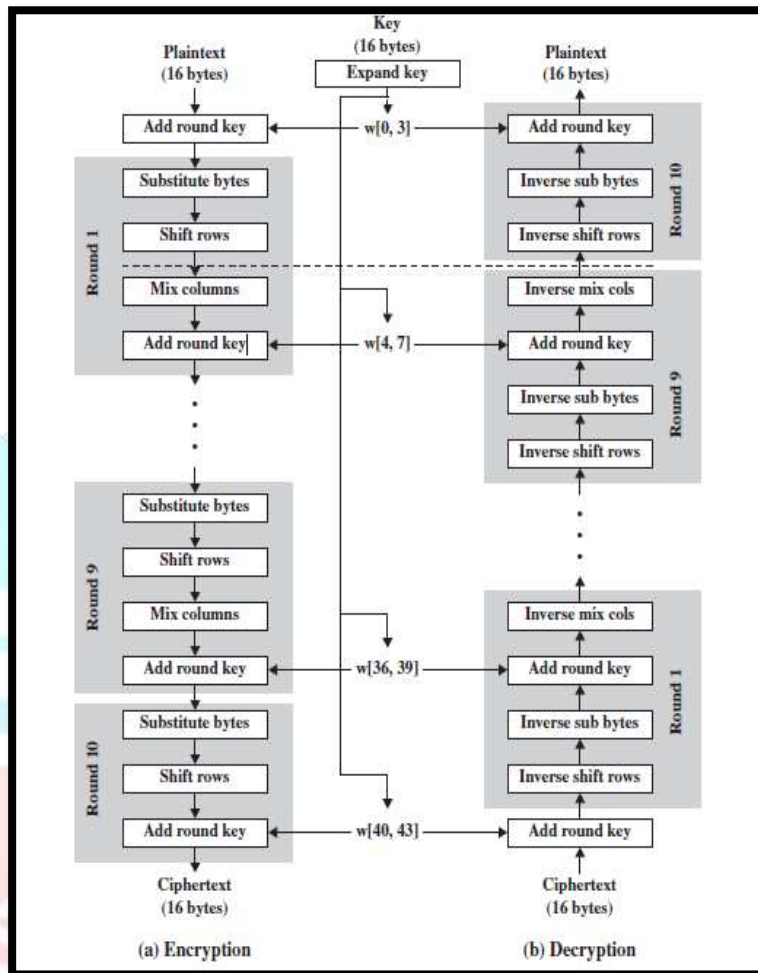 Key
(16 bytes)
Expand key
Plaintext
(16 bytes)
Add round key
Round 1
Substitute bytes
Shift rows
Mix columns
Add round key
Round 9
Substitute bytes
Shift rows
Mix columns
Add round key
Round 10
Substitute bytes
Shift rows
Add round key
Ciphertext
(16 bytes)
(a) Encryption
w[0, 3]
w[4, 7]
w[36, 39]
w[40, 43]
Plaintext
(16 bytes)
Add round key
Inverse sub bytes
Inverse shift rows
Round 10
Inverse mix cols
Add round key
Inverse sub bytes
Inverse shift rows
Round 9
Inverse mix cols
Add round key
Inverse sub bytes
Inverse shift rows
Round 1
Add round key
Ciphertext
(16 bytes)
(b) Decryption